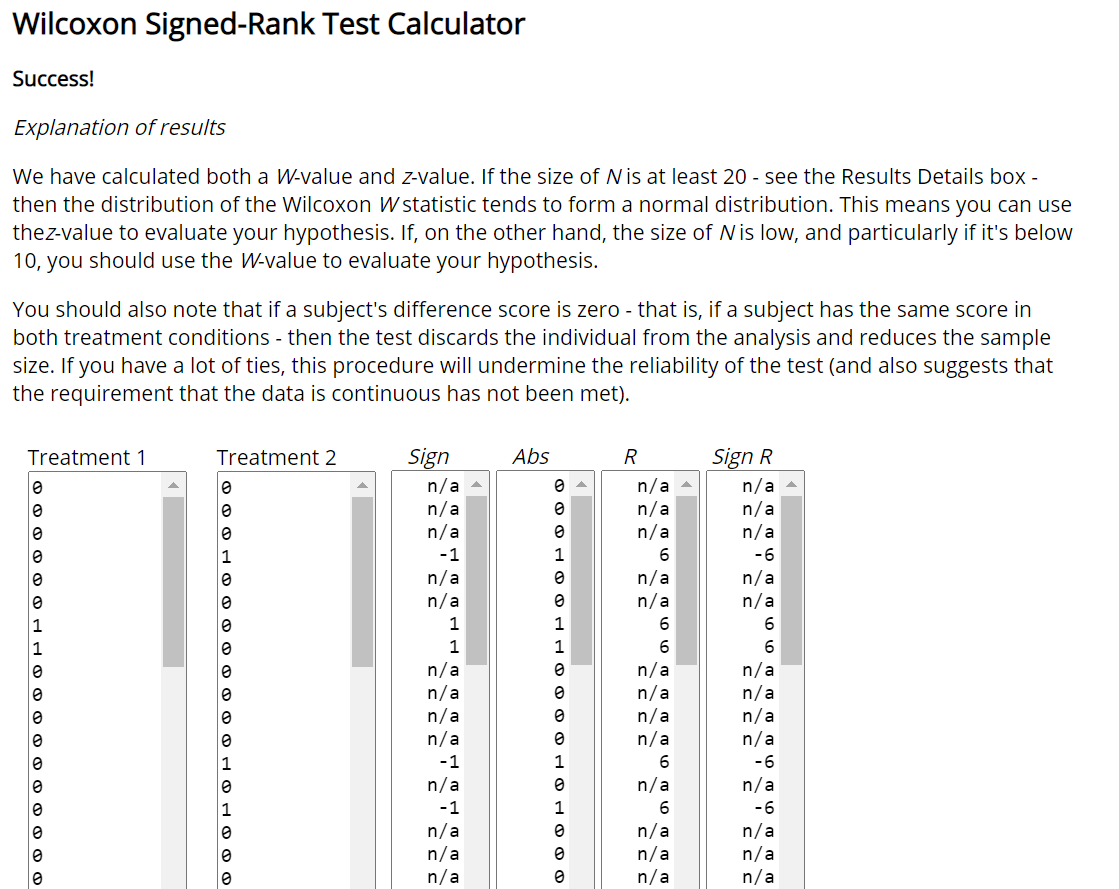 Wilcoxon Signed-Rank Test Calculator
Success!
Explanation of results
We have calculated both a W-value and z-value. If the size of N is at least 20 - see the Results Details box -
then the distribution of the Wilcoxon W statistic tends to form a normal distribution. This means you can use
thez-value to evaluate your hypothesis. If, on the other hand, the size of N is low, and particularly if it's below
10, you should use the W-value to evaluate your hypothesis.
You should also note that if a subject's difference score is zero - that is, if a subject has the same score in
both treatment conditions - then the test discards the individual from the analysis and reduces the sample
size. If you have a lot of ties, this procedure will undermine the reliability of the test (and also suggests that
the requirement that the data is continuous has not been met).
Treatment 1 Treatment 2 Sign Abs R Sign R
0 0 n/a 0 n/a n/a
0 0 n/a 0 n/a n/a
0 0 n/a 0 n/a n/a
0 1 -1 1 6 -6
0 0 n/a 0 n/a n/a
0 0 n/a 0 n/a n/a
1 0 1 1 6 6
1 0 1 1 6 6
0 0 n/a 0 n/a n/a
0 0 n/a 0 n/a n/a
0 0 n/a 0 n/a n/a
0 0 n/a 0 n/a n/a
0 1 -1 1 6 -6
0 0 n/a 0 n/a n/a
0 1 -1 1 6 -6
0 0 n/a 0 n/a n/a
0 0 n/a 0 n/a n/a
0 0 n/a 0 n/a n/a